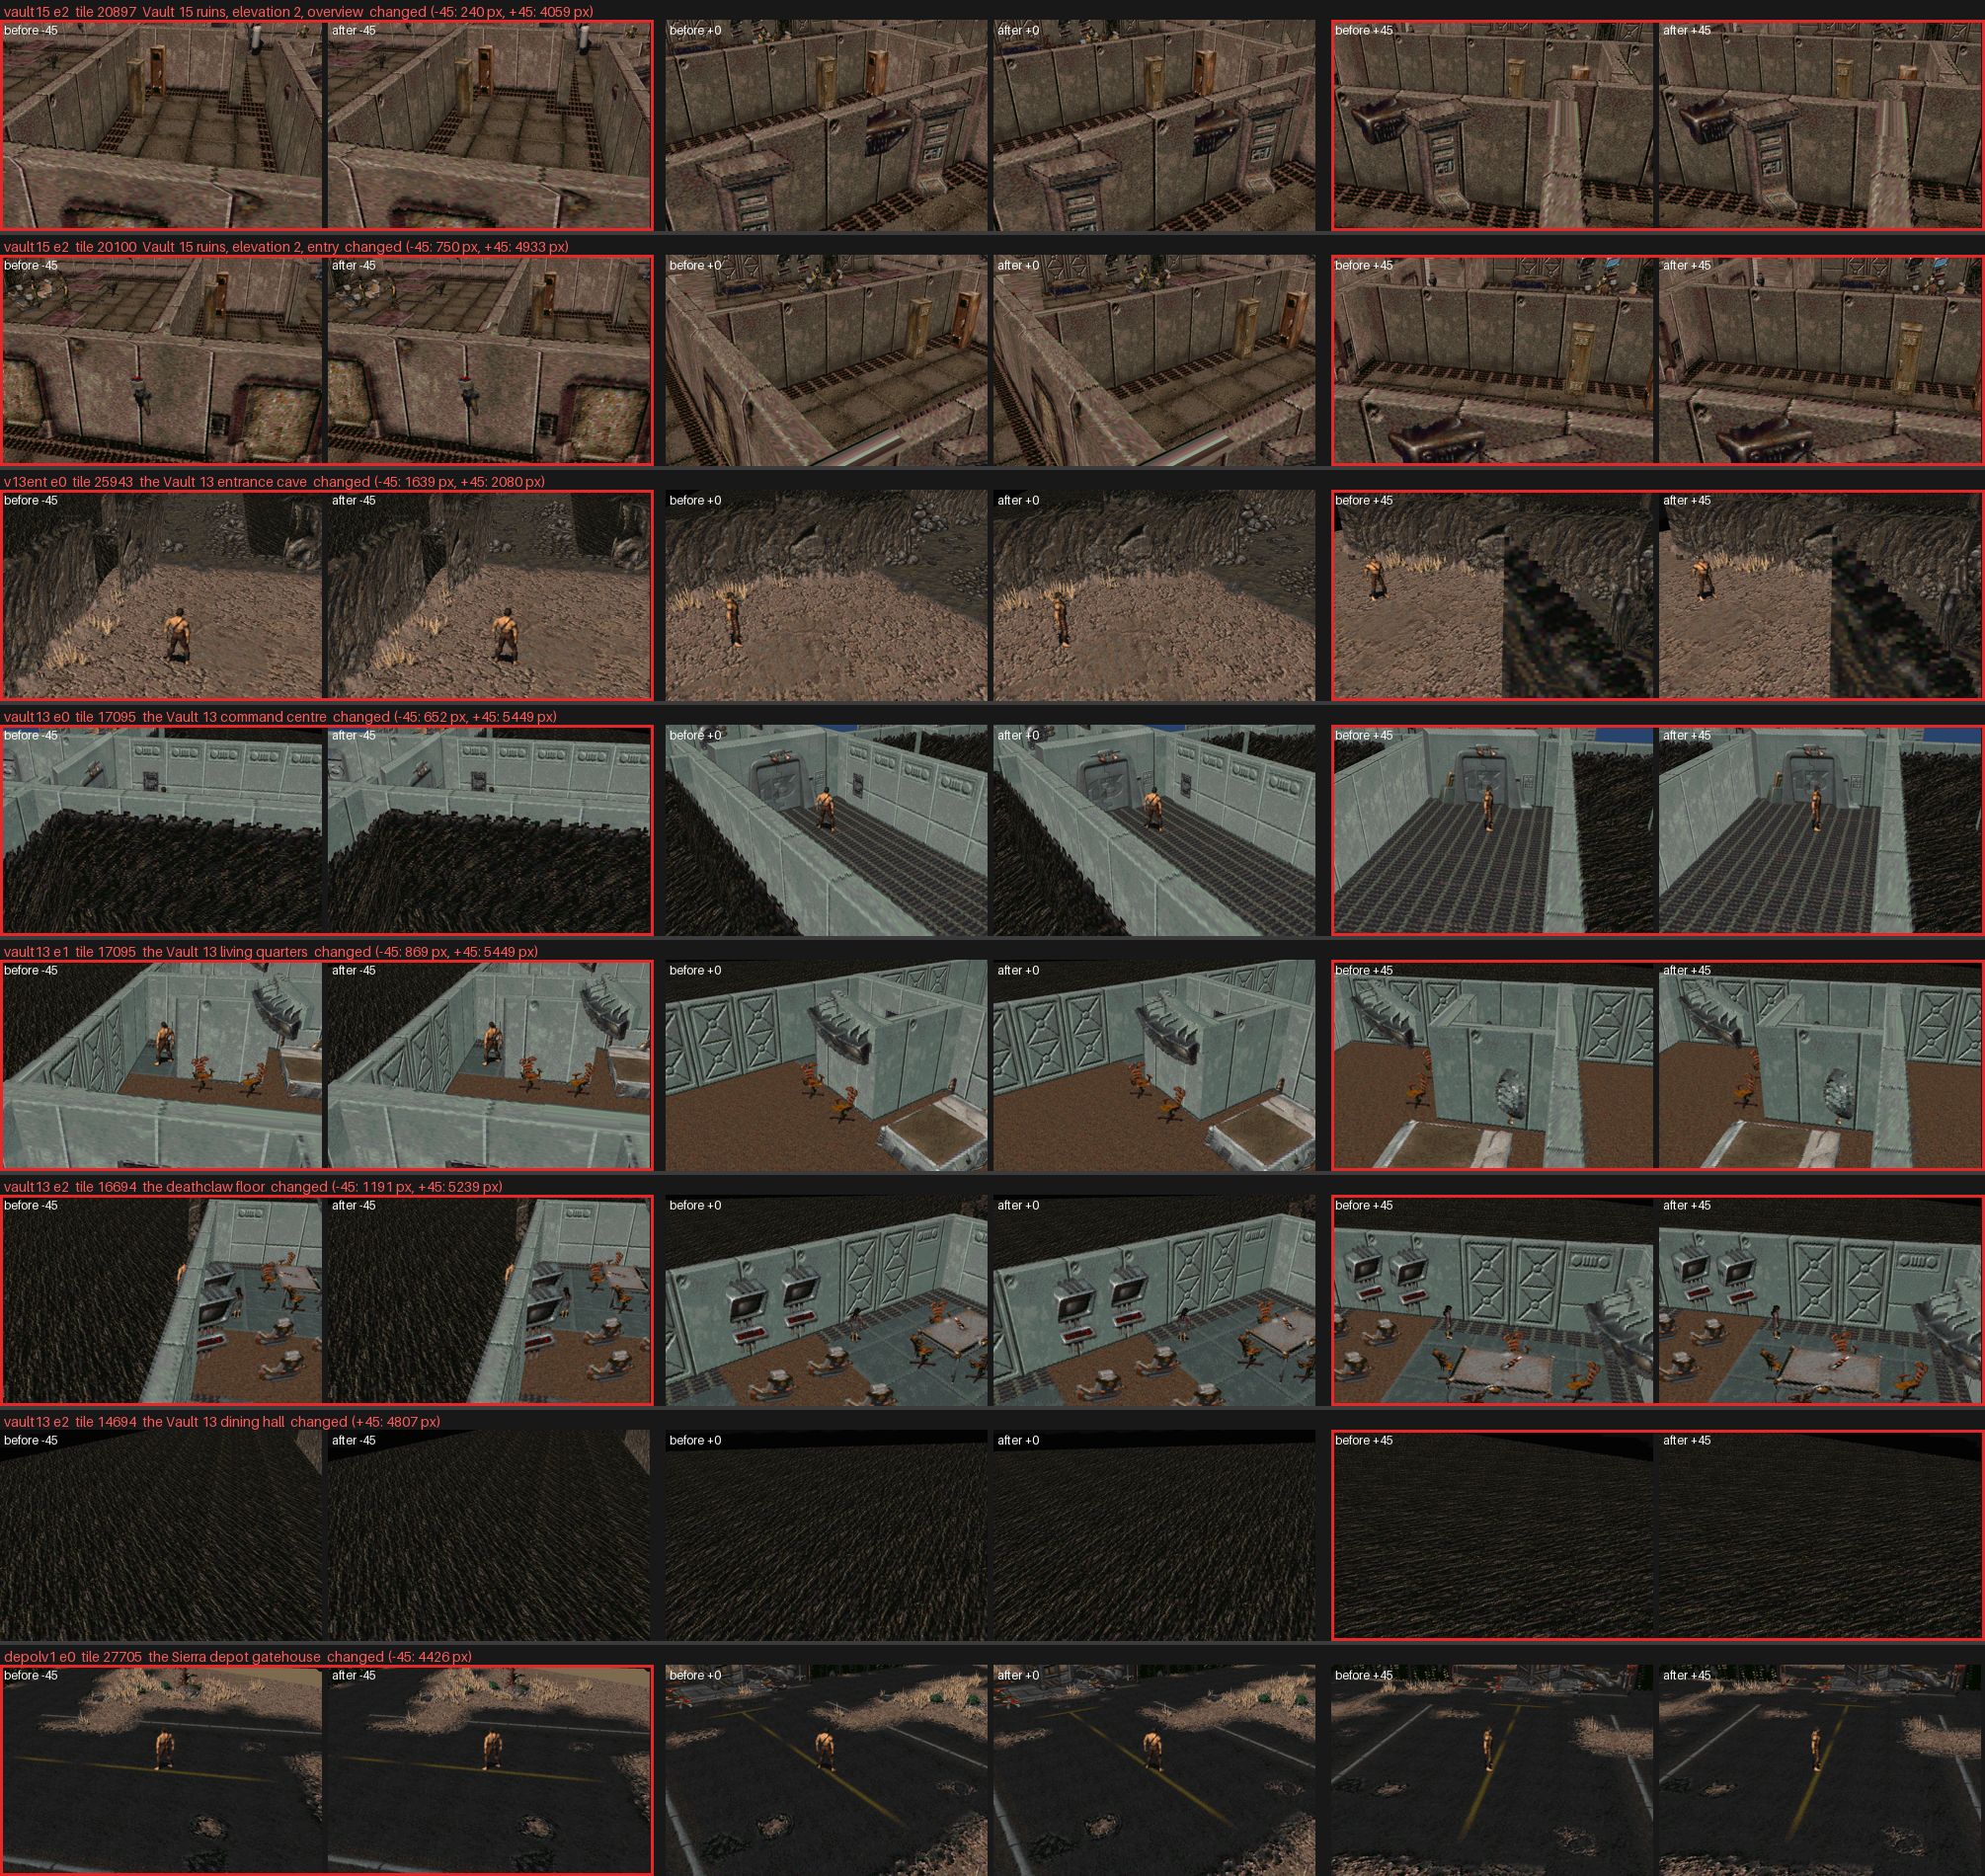 vault15 e2 tile 20897 Vault 15 ruins, elevation 2, overview changed (-45: 240 px, +45: 4059 px)
before -45 after -45 before +0 after +0 before +45 after +45
vault15 e2 tile 20100 Vault 15 ruins, elevation 2, entry changed (-45: 750 px, +45: 4933 px)
before -45 after -45 before +0 after +0 before +45 after +45
v13ent e0 tile 25943 the Vault 13 entrance cave changed (-45: 1639 px, +45: 2080 px)
before -45 after -45 before +0 after +0 before +45 after +45
vault13 e0 tile 17095 the Vault 13 command centre changed (-45: 652 px, +45: 5449 px)
before -45 after -45 before +0 after +0 before +45 after +45
vault13 e1 tile 17095 the Vault 13 living quarters changed (-45: 869 px, +45: 5449 px)
before -45 after -45 before +0 after +0 before +45 after +45
vault13 e2 tile 16694 the deathclaw floor changed (-45: 1191 px, +45: 5239 px)
before -45 after -45 before +0 after +0 before +45 after +45
vault13 e2 tile 14694 the Vault 13 dining hall changed (+45: 4807 px)
before -45 after -45 before +0 after +0 before +45 after +45
depolv1 e0 tile 27705 the Sierra depot gatehouse changed (-45: 4426 px)
before -45 after -45 before +0 after +0 before +45 after +45